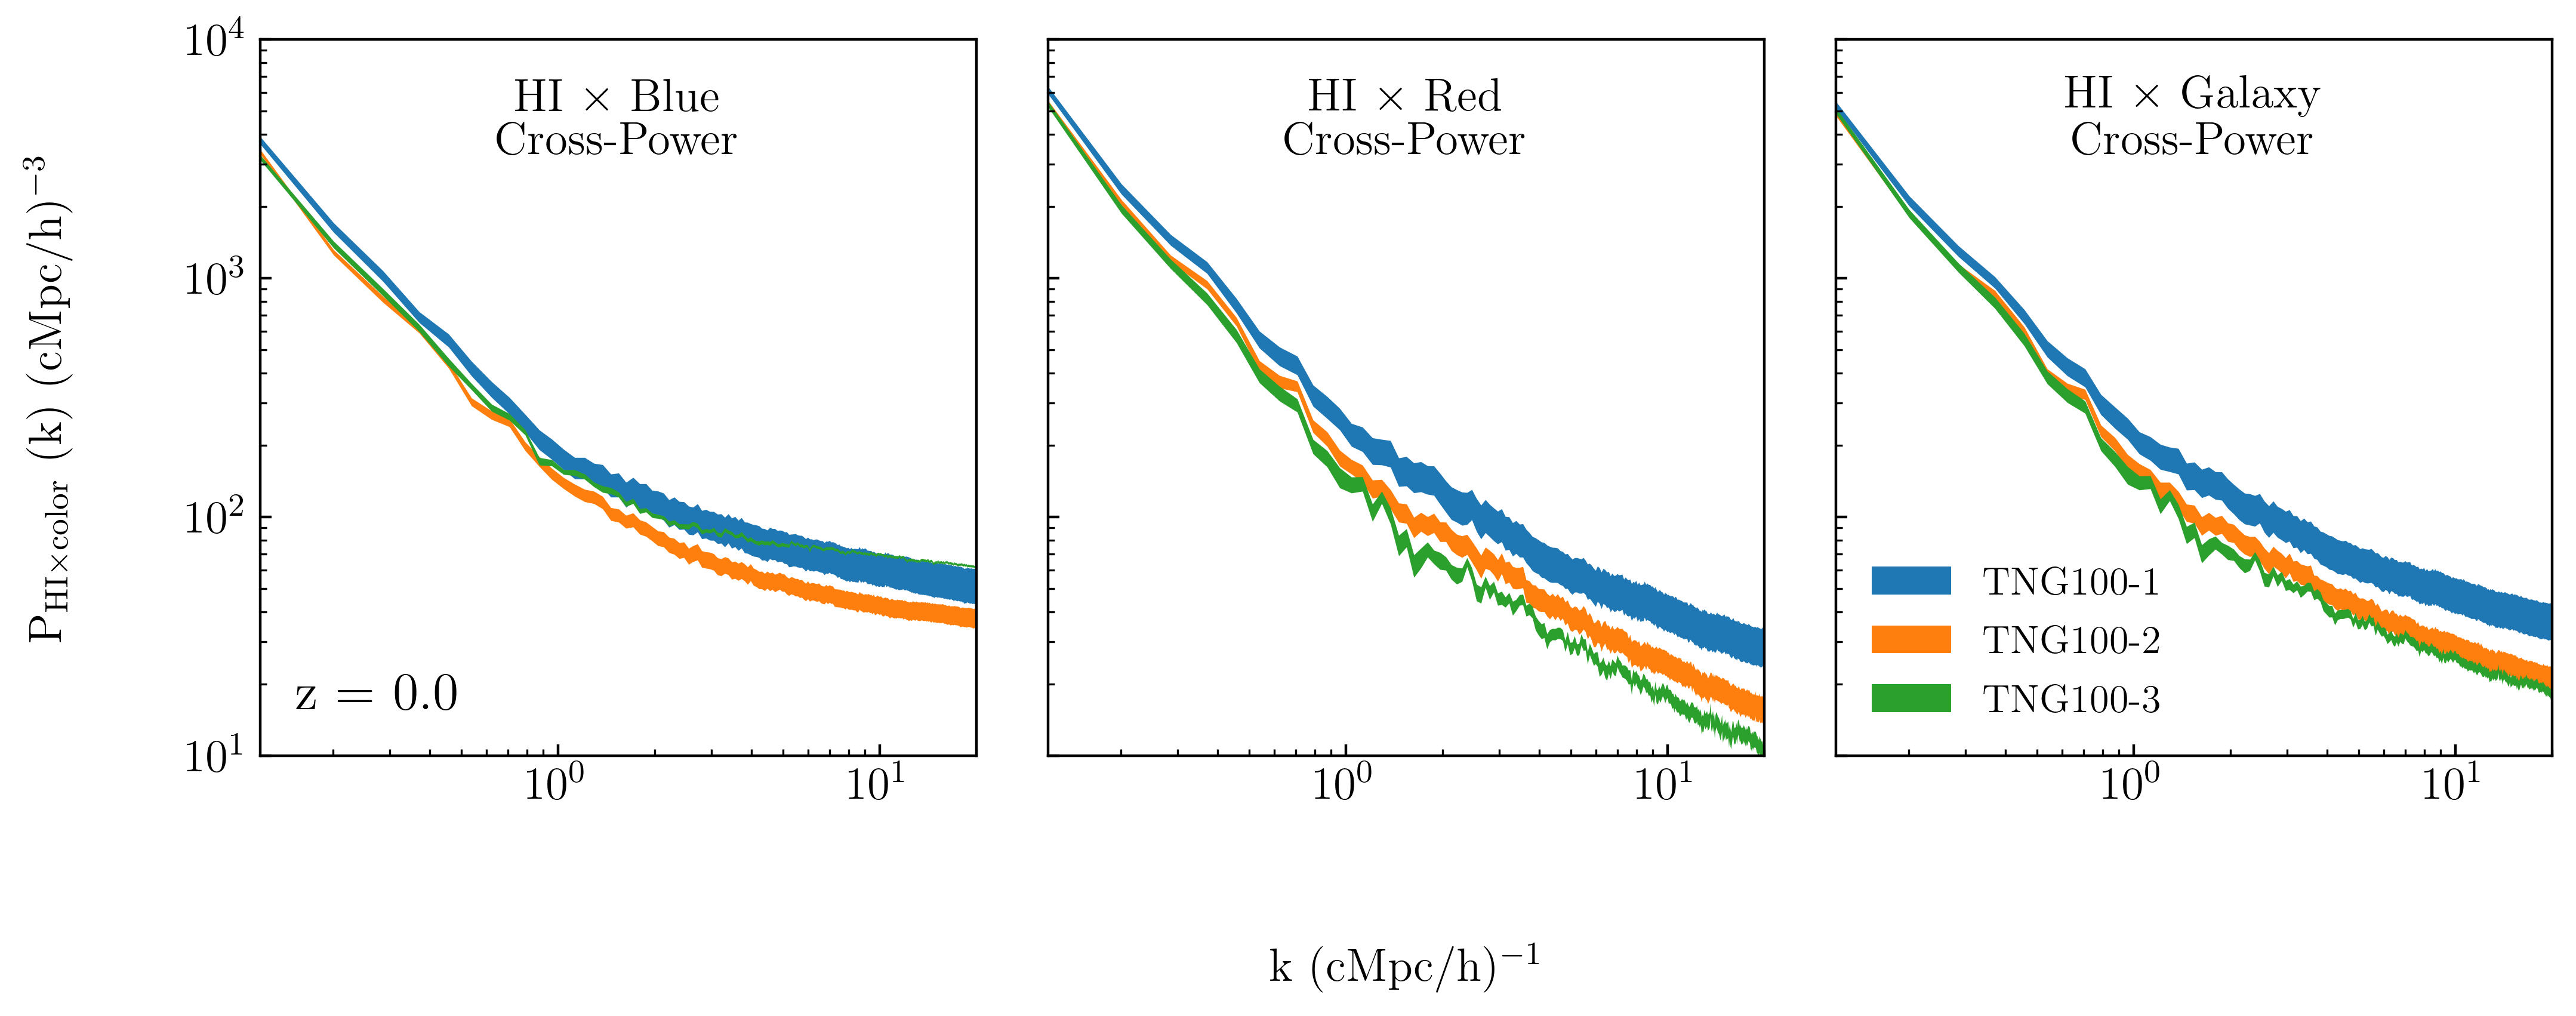 P_HI×color (k) (cMpc/h)^−3
10^4
10^3
10^2
10^1
HI × Blue
Cross-Power
z = 0.0
10^0
10^1
HI × Red
Cross-Power
10^0
10^1
HI × Galaxy
Cross-Power
TNG100-1
TNG100-2
TNG100-3
10^0
10^1
k (cMpc/h)^−1